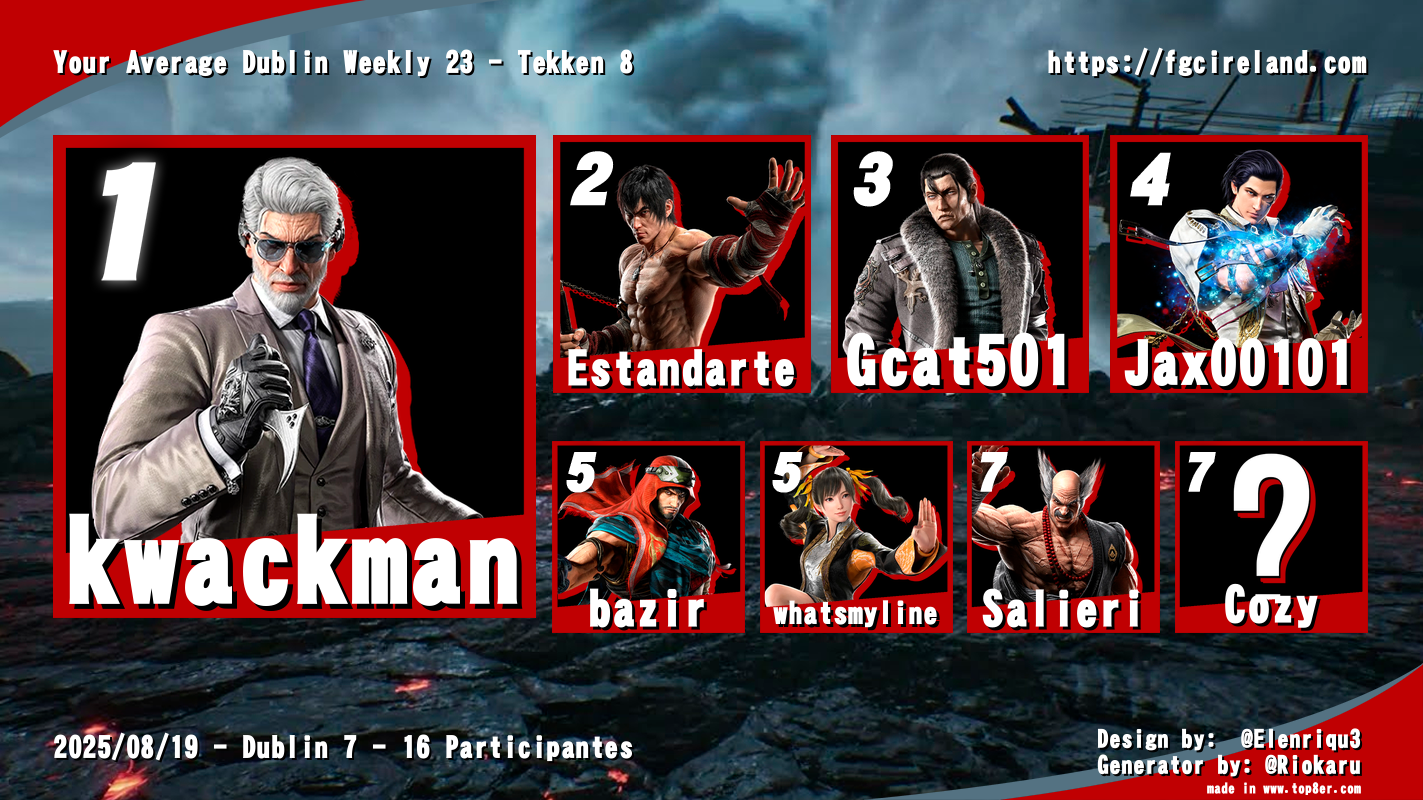 Your Average Dublin Weekly 23 - Tekken 8
https://fgcireland.com
1
kwackman
2
Estandarte
3
Gcat501
4
Jax00101
5
bazir
5
whatsmyline
7
Salieri
7
?
Cozy
2025/08/19 - Dublin 7 - 16 Participantes
Design by: @Elenriqu3
Generator by: @Riokaru
made in www.top8er.com